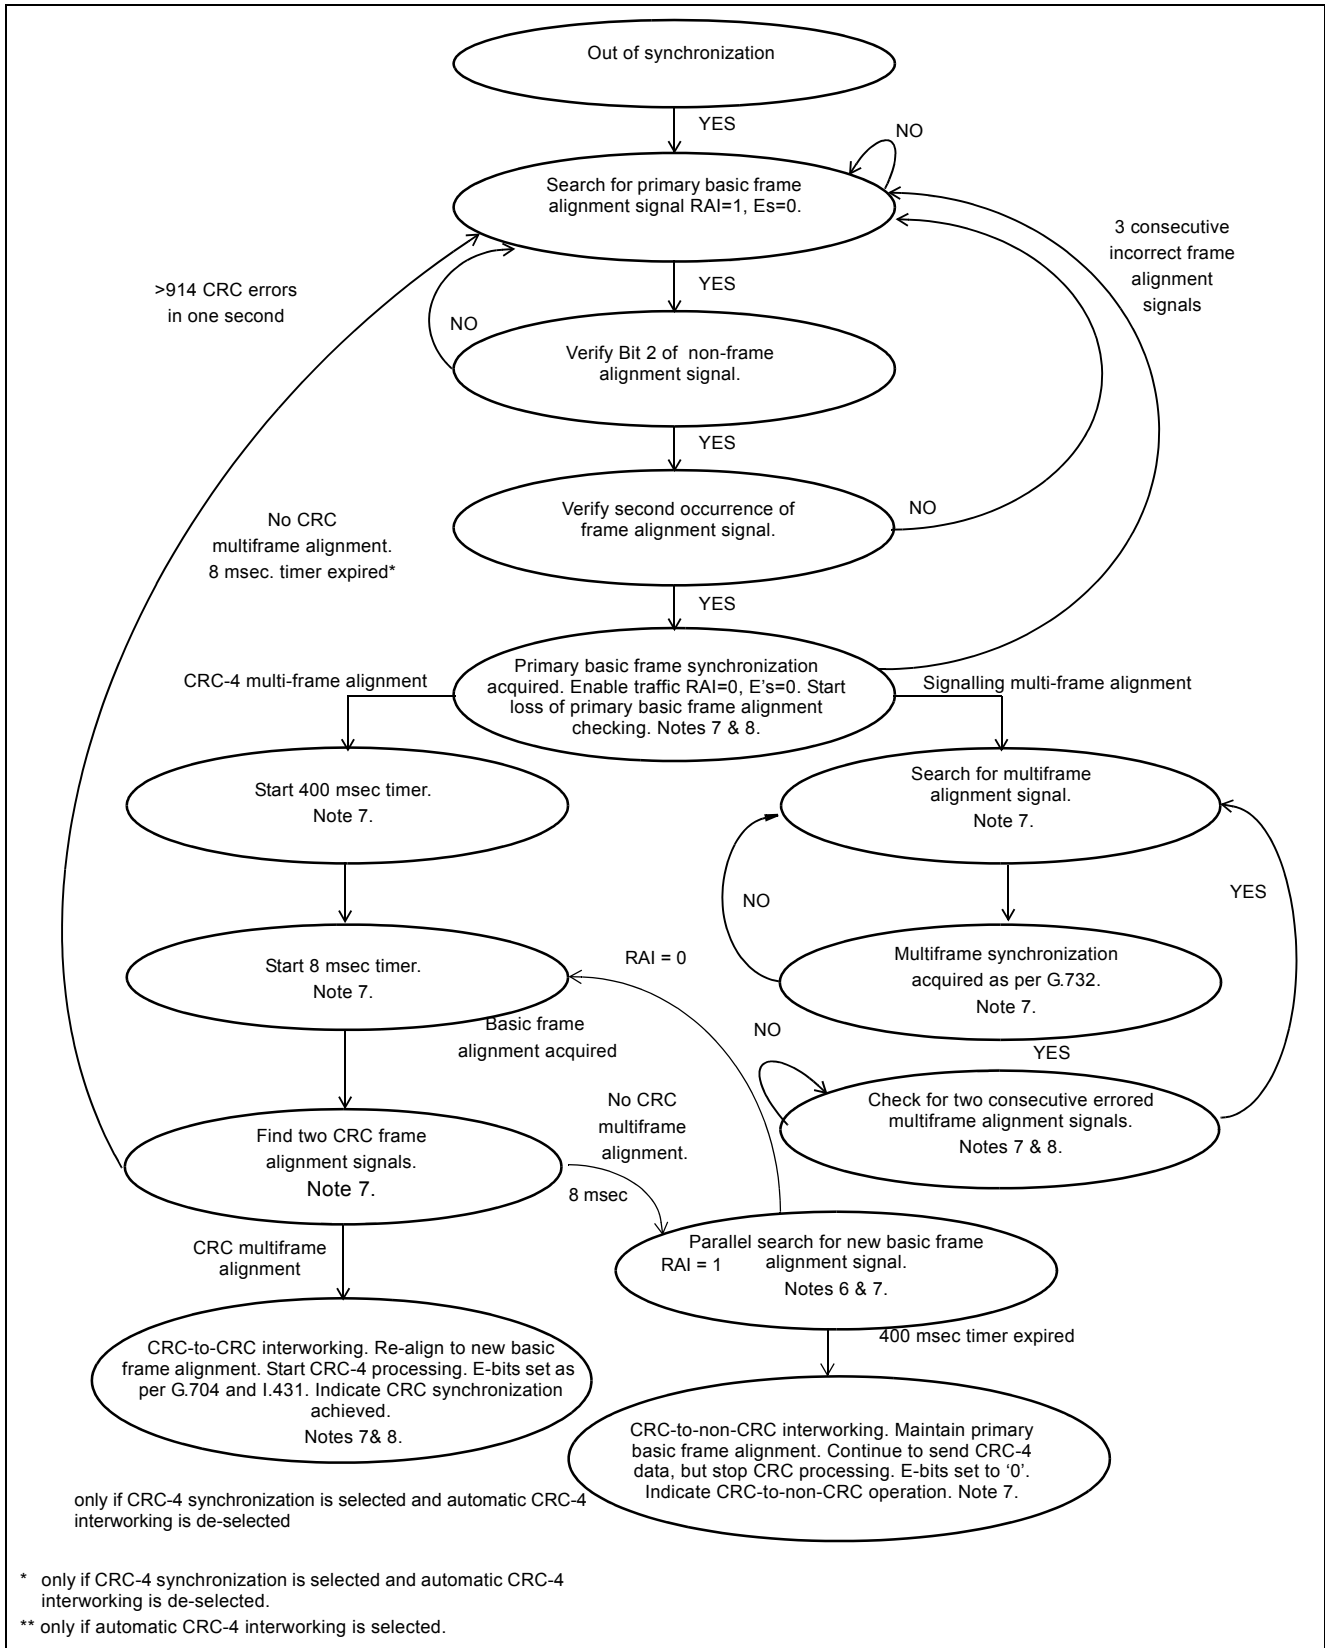 Out of synchronization
YES
NO
Search for primary basic frame
alignment signal RAI=1, Es=0.
3 consecutive
incorrect frame
alignment
signals
>914 CRC errors
in one second
YES
NO
Verify Bit 2 of non-frame
alignment signal.
YES
Verify second occurrence of
frame alignment signal.
NO
No CRC
multiframe alignment.
8 msec. timer expired*
YES
CRC-4 multi-frame alignment
Primary basic frame synchronization
acquired. Enable traffic RAI=0, E's=0. Start
loss of primary basic frame alignment
checking. Notes 7 & 8.
Signalling multi-frame alignment
Start 400 msec timer.
Note 7.
Search for multiframe
alignment signal.
Note 7.
NO
YES
Start 8 msec timer.
Note 7.
RAI = 0
Multiframe synchronization
acquired as per G.732.
Note 7.
Basic frame
alignment acquired
NO
YES
No CRC
multiframe
alignment.
Check for two consecutive errored
multiframe alignment signals.
Notes 7 & 8.
Find two CRC frame
alignment signals.
Note 7.
8 msec
CRC multiframe
alignment
Parallel search for new basic frame
alignment signal.
RAI = 1
Notes 6 & 7.
400 msec timer expired
CRC-to-CRC interworking. Re-align to new basic
frame alignment. Start CRC-4 processing. E-bits set as
per G.704 and I.431. Indicate CRC synchronization
achieved.
Notes 7& 8.
CRC-to-non-CRC interworking. Maintain primary
basic frame alignment. Continue to send CRC-4
data, but stop CRC processing. E-bits set to ‘0’.
Indicate CRC-to-non-CRC operation. Note 7.
only if CRC-4 synchronization is selected and automatic CRC-4
interworking is de-selected
* only if CRC-4 synchronization is selected and automatic CRC-4
interworking is de-selected.
** only if automatic CRC-4 interworking is selected.